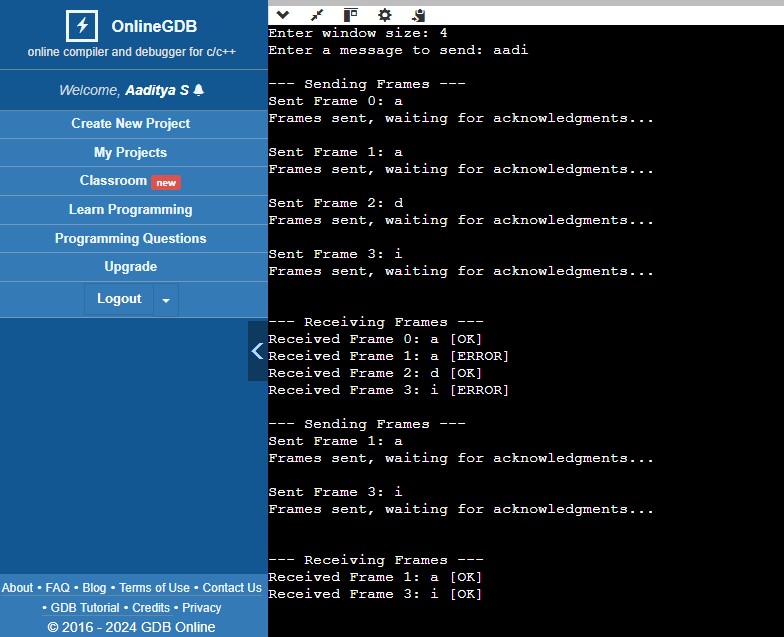 OnlineGDB
online compiler and debugger for c/c++
Welcome, Aaditya S
Create New Project
My Projects
Classroom new
Learn Programming
Programming Questions
Upgrade
Logout
About • FAQ • Blog • Terms of Use • Contact Us
• GDB Tutorial • Credits • Privacy
© 2016 - 2024 GDB Online
Enter window size: 4
Enter a message to send: aadi
--- Sending Frames ---
Sent Frame 0: a
Frames sent, waiting for acknowledgments...
Sent Frame 1: a
Frames sent, waiting for acknowledgments...
Sent Frame 2: d
Frames sent, waiting for acknowledgments...
Sent Frame 3: i
Frames sent, waiting for acknowledgments...
--- Receiving Frames ---
Received Frame 0: a [OK]
Received Frame 1: a [ERROR]
Received Frame 2: d [OK]
Received Frame 3: i [ERROR]
--- Sending Frames ---
Sent Frame 1: a
Frames sent, waiting for acknowledgments...
Sent Frame 3: i
Frames sent, waiting for acknowledgments...
--- Receiving Frames ---
Received Frame 1: a [OK]
Received Frame 3: i [OK]